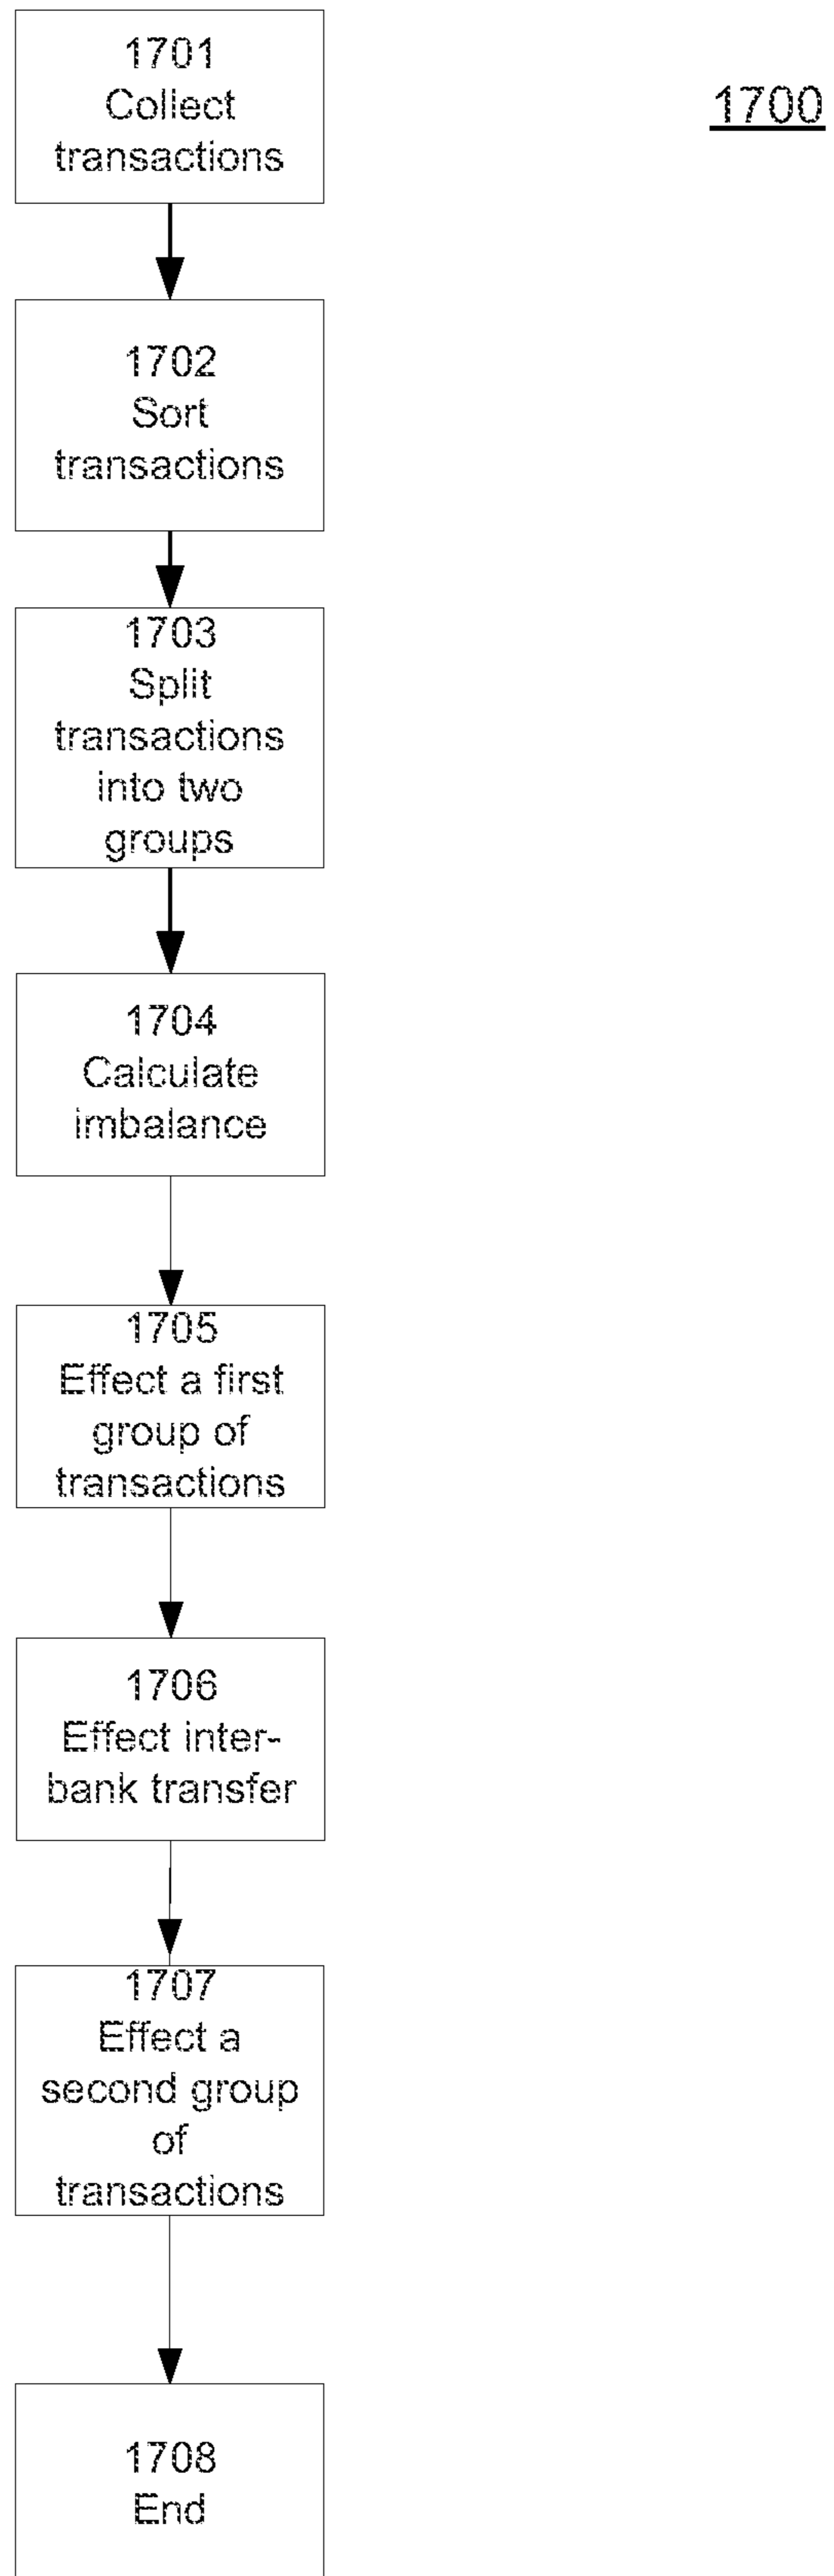 1701
Collect
transactions
1700
1702
Sort
transactions
1703
Split
transactions
into two
groups
1704
Calculate
imbalance
1705
Effect a first
group of
transactions
1706
Effect inter-
bank transfer
1707
Effect a
second group
of
transactions
1708
End